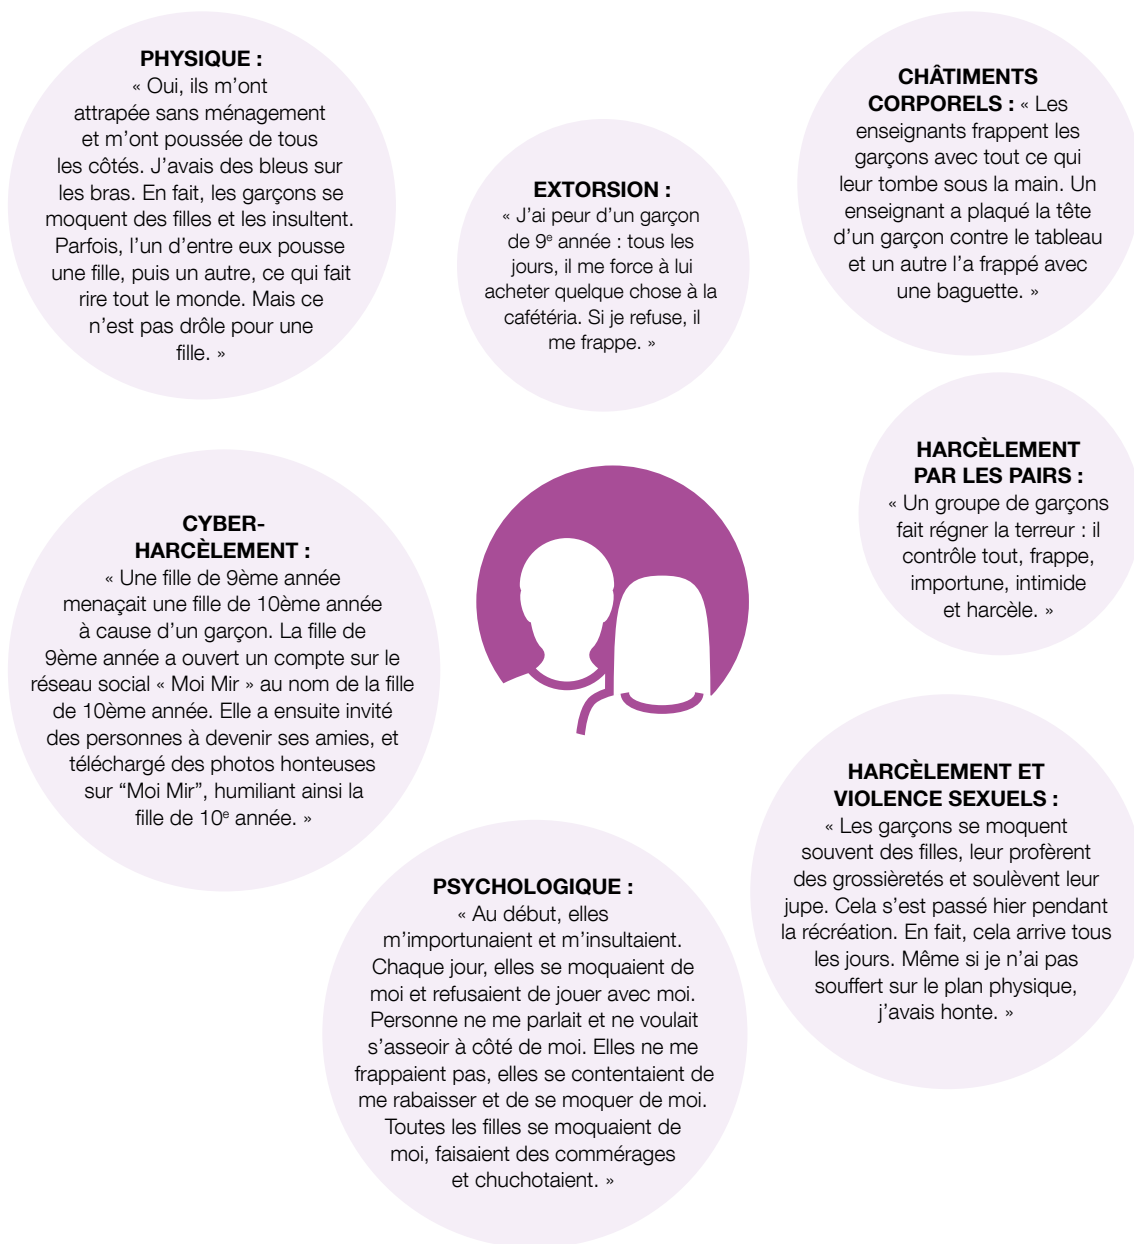 PHYSIQUE :
« Oui, ils m’ont
attrapée sans ménagement
et m’ont poussée de tous
les côtés. J’avais des bleus sur
les bras. En fait, les garçons se
moquent des filles et les insultent.
Parfois, l’un d’entre eux pousse
une fille, puis un autre, ce qui fait
rire tout le monde. Mais ce
n’est pas drôle pour une
fille. »
EXTORSION :
« J’ai peur d’un garçon
de 9e année : tous les
jours, il me force à lui
acheter quelque chose à la
cafétéria. Si je refuse, il
me frappe. »
CHÂTIMENTS
CORPORELS : « Les
enseignants frappent les
garçons avec tout ce qui
leur tombe sous la main. Un
enseignant a plaqué la tête
d’un garçon contre le tableau
et un autre l’a frappé avec
une baguette. »
HARCÈLEMENT
PAR LES PAIRS :
« Un groupe de garçons
fait régner la terreur : il
contrôle tout, frappe,
importune, intimide
et harcèle. »
CYBER-
HARCÈLEMENT :
« Une fille de 9ème année
menaçait une fille de 10ème année
à cause d’un garçon. La fille de
9ème année a ouvert un compte sur le
réseau social « Moi Mir » au nom de la fille
de 10ème année. Elle a ensuite invité
des personnes à devenir ses amies, et
téléchargé des photos honteuses
sur “Moi Mir”, humiliant ainsi la
fille de 10e année. »
HARCÈLEMENT ET
VIOLENCE SEXUELS :
« Les garçons se moquent
souvent des filles, leur profèrent
des grossièretés et soulèvent leur
jupe. Cela s’est passé hier pendant
la récréation. En fait, cela arrive tous
les jours. Même si je n’ai pas
souffert sur le plan physique,
j’avais honte. »
PSYCHOLOGIQUE :
« Au début, elles
m’importunaient et m’insultaient.
Chaque jour, elles se moquaient de
moi et refusaient de jouer avec moi.
Personne ne me parlait et ne voulait
s’asseoir à côté de moi. Elles ne me
frappaient pas, elles se contentaient de
me rabaisser et de se moquer de moi.
Toutes les filles se moquaient de
moi, faisaient des commérages
et chuchotaient. »